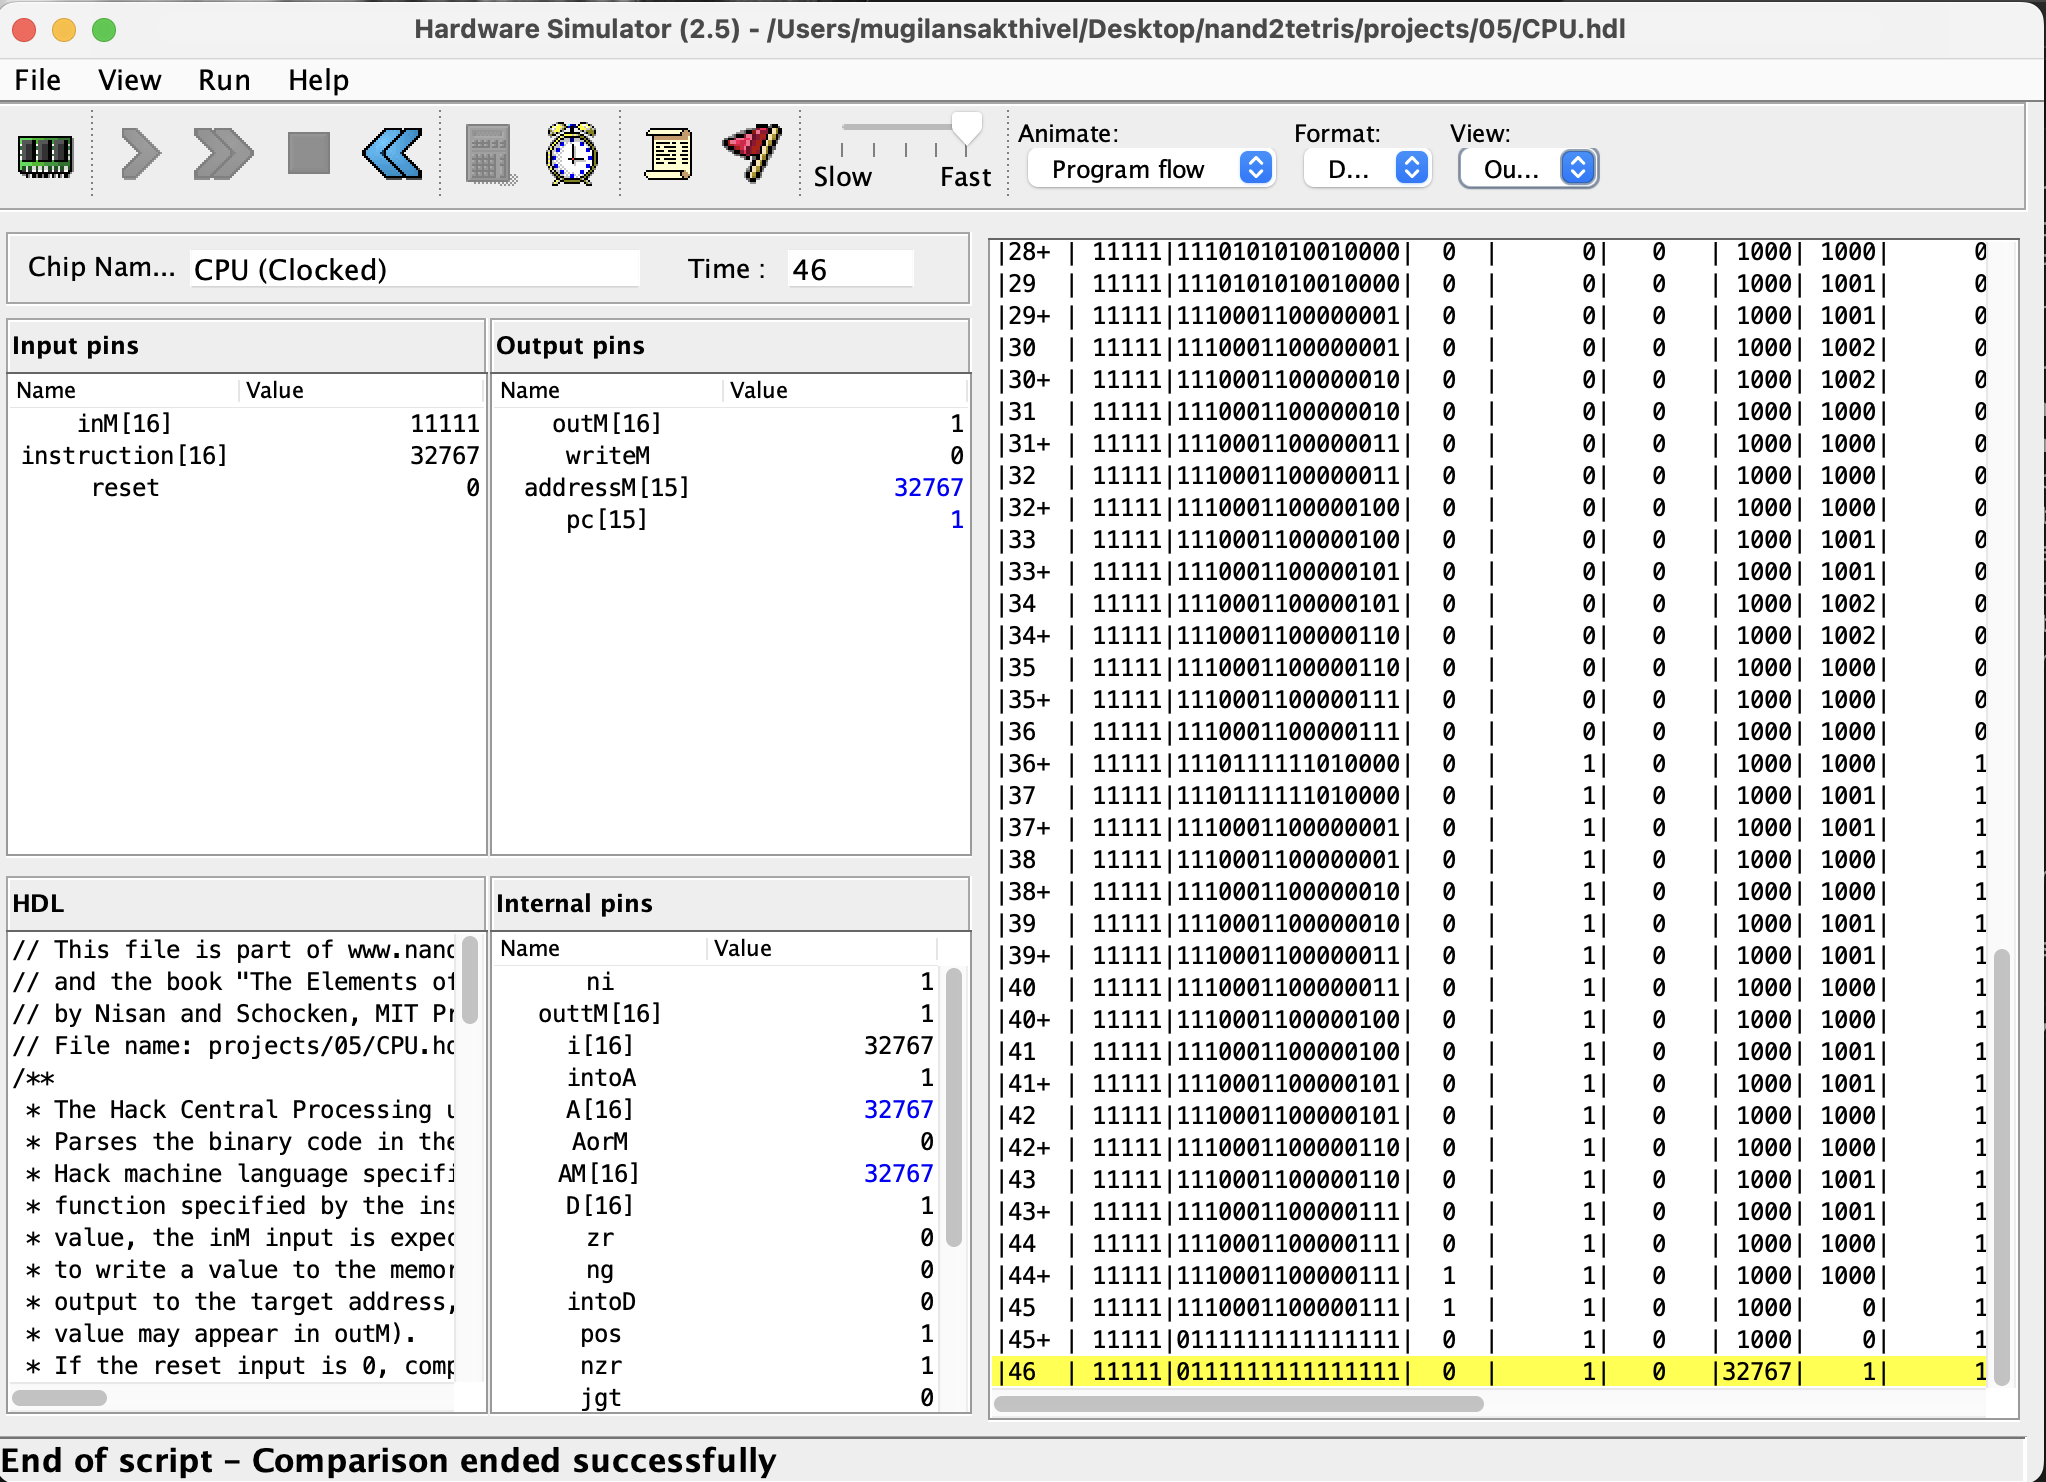 Hardware Simulator (2.5) - /Users/mugilansakthivel/Desktop/nand2tetris/projects/05/CPU.hdl
File View Run Help
Slow Fast
Animate: Format: View:
Program flow D... Ou...
Chip Nam... CPU (Clocked) Time : 46
Input pins
Name Value
inM[16] 11111
instruction[16] 32767
reset 0
Output pins
Name Value
outM[16] 1
writeM 0
addressM[15] 32767
pc[15] 1
HDL
// This file is part of www.nand
// and the book "The Elements of
// by Nisan and Schocken, MIT Pr
// File name: projects/05/CPU.hd
/**
* The Hack Central Processing u
* Parses the binary code in the
* Hack machine language specifi
* function specified by the ins
* value, the inM input is expec
* to write a value to the memor
* output to the target address,
* value may appear in outM).
* If the reset input is 0, comp
Internal pins
Name Value
ni 1
outtM[16] 1
i[16] 32767
intoA 1
A[16] 32767
AorM 0
AM[16] 32767
D[16] 1
zr 0
ng 0
intoD 0
pos 1
nzr 1
jgt 0
|28+ | 11111|1110101010010000| 0 | 0| 0 | 1000| 1000| 0
|29 | 11111|1110101010010000| 0 | 0| 0 | 1000| 1001| 0
|29+ | 11111|1110001100000001| 0 | 0| 0 | 1000| 1001| 0
|30 | 11111|1110001100000001| 0 | 0| 0 | 1000| 1002| 0
|30+ | 11111|1110001100000010| 0 | 0| 0 | 1000| 1002| 0
|31 | 11111|1110001100000010| 0 | 0| 0 | 1000| 1000| 0
|31+ | 11111|1110001100000011| 0 | 0| 0 | 1000| 1000| 0
|32 | 11111|1110001100000011| 0 | 0| 0 | 1000| 1000| 0
|32+ | 11111|1110001100000100| 0 | 0| 0 | 1000| 1000| 0
|33 | 11111|1110001100000100| 0 | 0| 0 | 1000| 1001| 0
|33+ | 11111|1110001100000101| 0 | 0| 0 | 1000| 1001| 0
|34 | 11111|1110001100000101| 0 | 0| 0 | 1000| 1002| 0
|34+ | 11111|1110001100000110| 0 | 0| 0 | 1000| 1002| 0
|35 | 11111|1110001100000110| 0 | 0| 0 | 1000| 1000| 0
|35+ | 11111|1110001100000111| 0 | 0| 0 | 1000| 1000| 0
|36 | 11111|1110001100000111| 0 | 0| 0 | 1000| 1000| 0
|36+ | 11111|1110111111010000| 0 | 1| 0 | 1000| 1000| 1
|37 | 11111|1110111111010000| 0 | 1| 0 | 1000| 1001| 1
|37+ | 11111|1110001100000001| 0 | 1| 0 | 1000| 1001| 1
|38 | 11111|1110001100000001| 0 | 1| 0 | 1000| 1000| 1
|38+ | 11111|1110001100000010| 0 | 1| 0 | 1000| 1000| 1
|39 | 11111|1110001100000010| 0 | 1| 0 | 1000| 1001| 1
|39+ | 11111|1110001100000011| 0 | 1| 0 | 1000| 1001| 1
|40 | 11111|1110001100000011| 0 | 1| 0 | 1000| 1000| 1
|40+ | 11111|1110001100000100| 0 | 1| 0 | 1000| 1000| 1
|41 | 11111|1110001100000100| 0 | 1| 0 | 1000| 1001| 1
|41+ | 11111|1110001100000101| 0 | 1| 0 | 1000| 1001| 1
|42 | 11111|1110001100000101| 0 | 1| 0 | 1000| 1000| 1
|42+ | 11111|1110001100000110| 0 | 1| 0 | 1000| 1000| 1
|43 | 11111|1110001100000110| 0 | 1| 0 | 1000| 1001| 1
|43+ | 11111|1110001100000111| 0 | 1| 0 | 1000| 1001| 1
|44 | 11111|1110001100000111| 0 | 1| 0 | 1000| 1000| 1
|44+ | 11111|1110001100000111| 1 | 1| 0 | 1000| 1000| 1
|45 | 11111|1110001100000111| 1 | 1| 0 | 1000| 0| 1
|45+ | 11111|0111111111111111| 0 | 1| 0 | 1000| 0| 1
|46 | 11111|0111111111111111| 0 | 1| 0 |32767| 1| 1
End of script - Comparison ended successfully